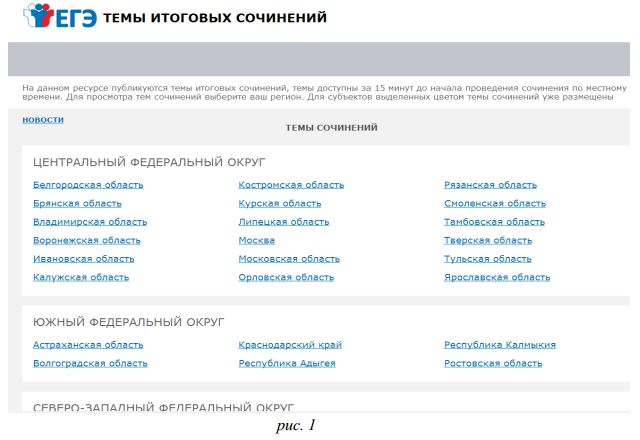 ЕГЭ ТЕМЫ ИТОГОВЫХ СОЧИНЕНИЙ
На данном ресурсе публикуются темы итоговых сочинений, темы доступны за 15 минут до начала проведения сочинения по местному
времени. Для просмотра тем сочинений выберите ваш регион. Для субъектов выделенных цветом темы сочинений уже размещены
НОВОСТИ
ТЕМЫ СОЧИНЕНИЙ
ЦЕНТРАЛЬНЫЙ ФЕДЕРАЛЬНЫЙ ОКРУГ
Белгородская область Костромская область Рязанская область
Брянская область Курская область Смоленская область
Владимирская область Липецкая область Тамбовская область
Воронежская область Москва Тверская область
Ивановская область Московская область Тульская область
Калужская область Орловская область Ярославская область
ЮЖНЫЙ ФЕДЕРАЛЬНЫЙ ОКРУГ
Астраханская область Краснодарский край Республика Калмыкия
Волгоградская область Республика Адыгея Ростовская область
СЕВЕРО-ЗАПАДНЫЙ ФЕДЕРАЛЬНЫЙ ОКРУГ
рис. 1